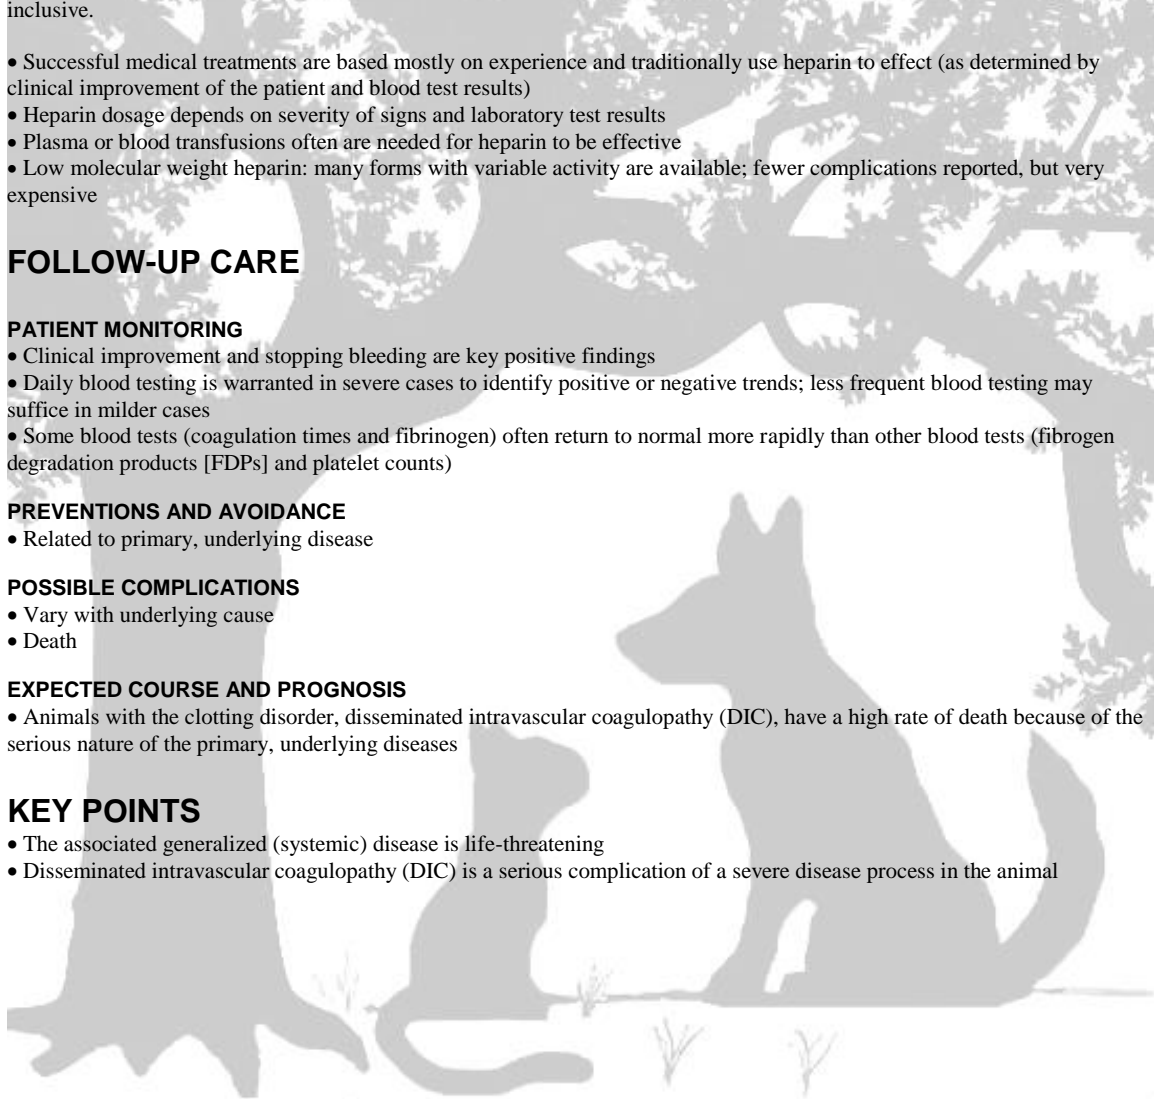 inclusive.
• Successful medical treatments are based mostly on experience and traditionally use heparin to effect (as determined by
clinical improvement of the patient and blood test results)
• Heparin dosage depends on severity of signs and laboratory test results
• Plasma or blood transfusions often are needed for heparin to be effective
• Low molecular weight heparin: many forms with variable activity are available; fewer complications reported, but very
expensive
FOLLOW-UP CARE
PATIENT MONITORING
• Clinical improvement and stopping bleeding are key positive findings
• Daily blood testing is warranted in severe cases to identify positive or negative trends; less frequent blood testing may
suffice in milder cases
• Some blood tests (coagulation times and fibrinogen) often return to normal more rapidly than other blood tests (fibrogen
degradation products [FDPs] and platelet counts)
PREVENTIONS AND AVOIDANCE
• Related to primary, underlying disease
POSSIBLE COMPLICATIONS
• Vary with underlying cause
• Death
EXPECTED COURSE AND PROGNOSIS
• Animals with the clotting disorder, disseminated intravascular coagulopathy (DIC), have a high rate of death because of the
serious nature of the primary, underlying diseases
KEY POINTS
• The associated generalized (systemic) disease is life-threatening
• Disseminated intravascular coagulopathy (DIC) is a serious complication of a severe disease process in the animal